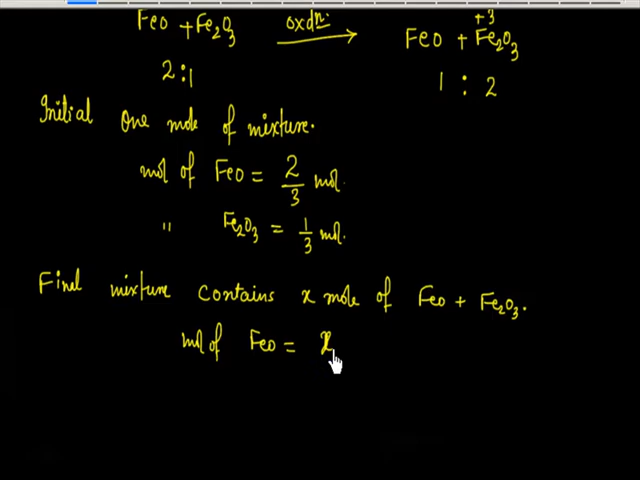 FeO + Fe₂O₃ oxdⁿ. FeO + Fe₂O₃ +3
2:1 1 : 2
Initial One mole of mixture.
mol of FeO = 2/3 mol.
" Fe₂O₃ = 1/3 mol.
Final mixture contains x mole of FeO + Fe₂O₃.
mol of FeO = x